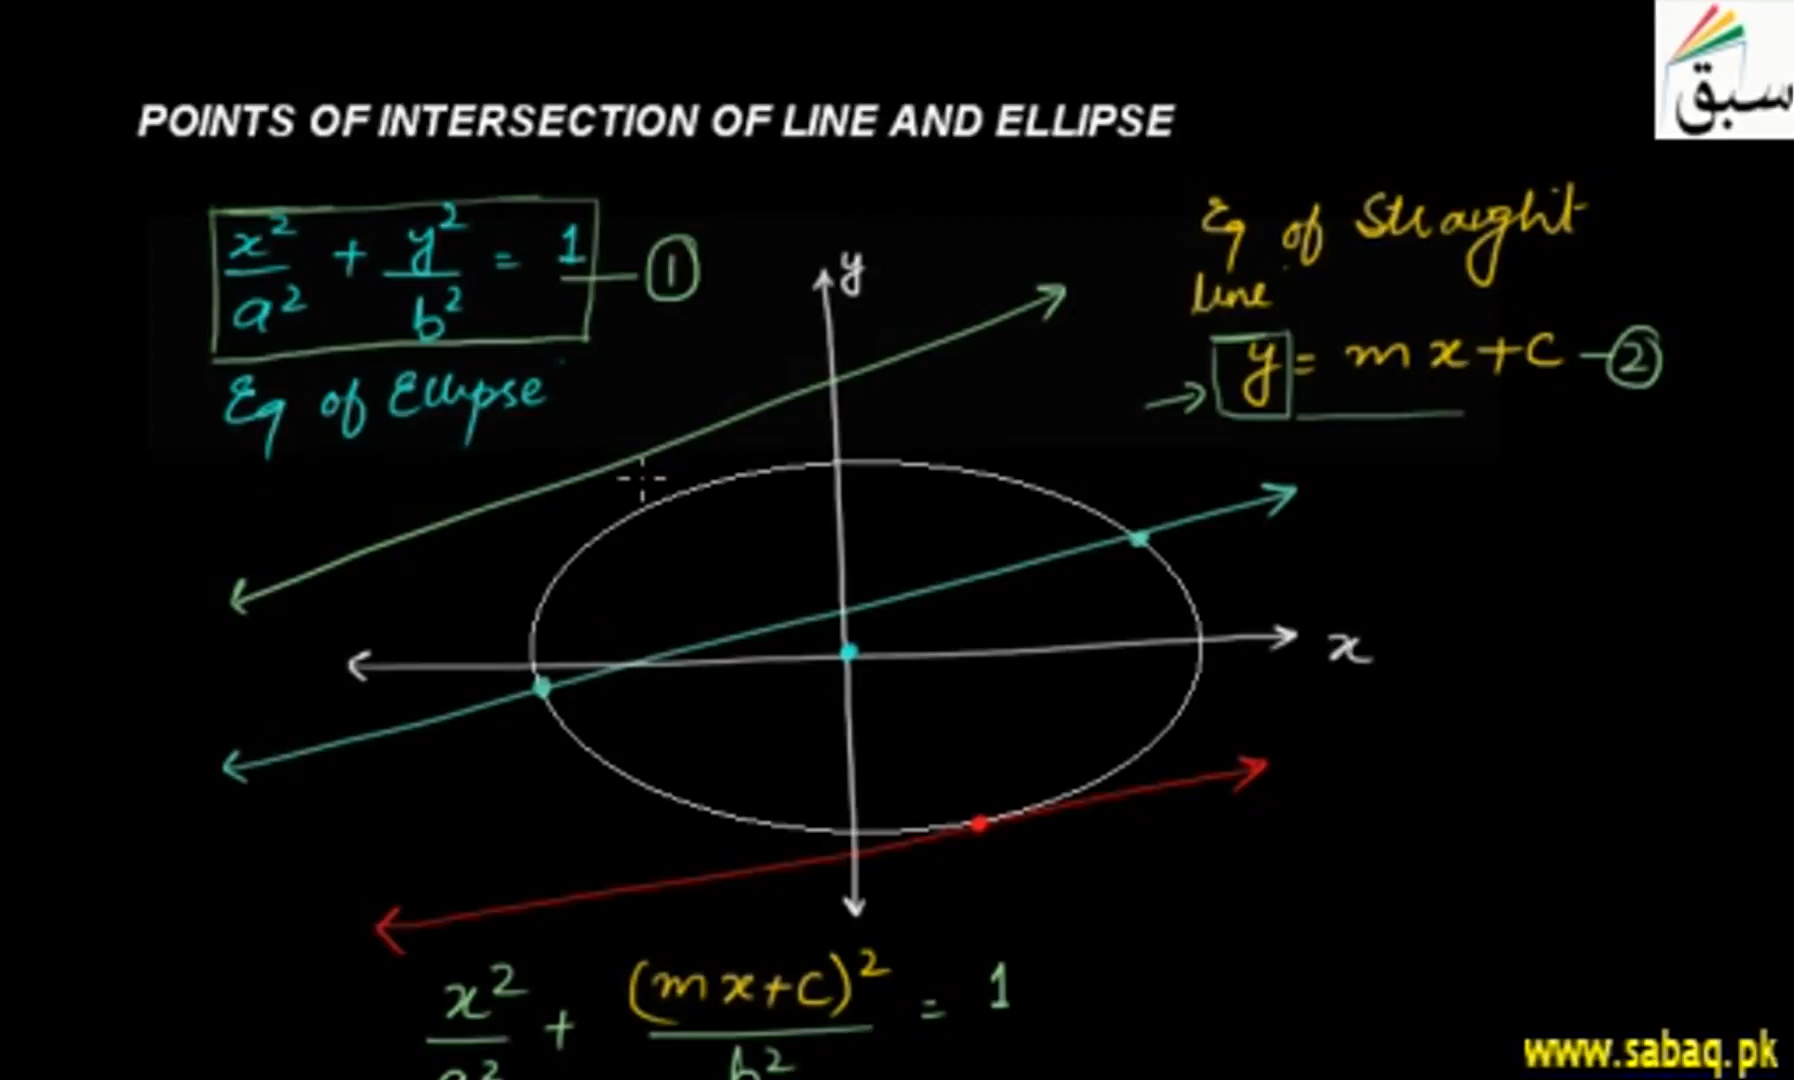 سبق
POINTS OF INTERSECTION OF LINE AND ELLIPSE
x²/a² + y²/b² = 1 — ①
Eq of Ellipse
Eq of Straight
Line
→ y = mx+c — ②
y
x
x²/a² + (mx+c)²/b² = 1
www.sabaq.pk